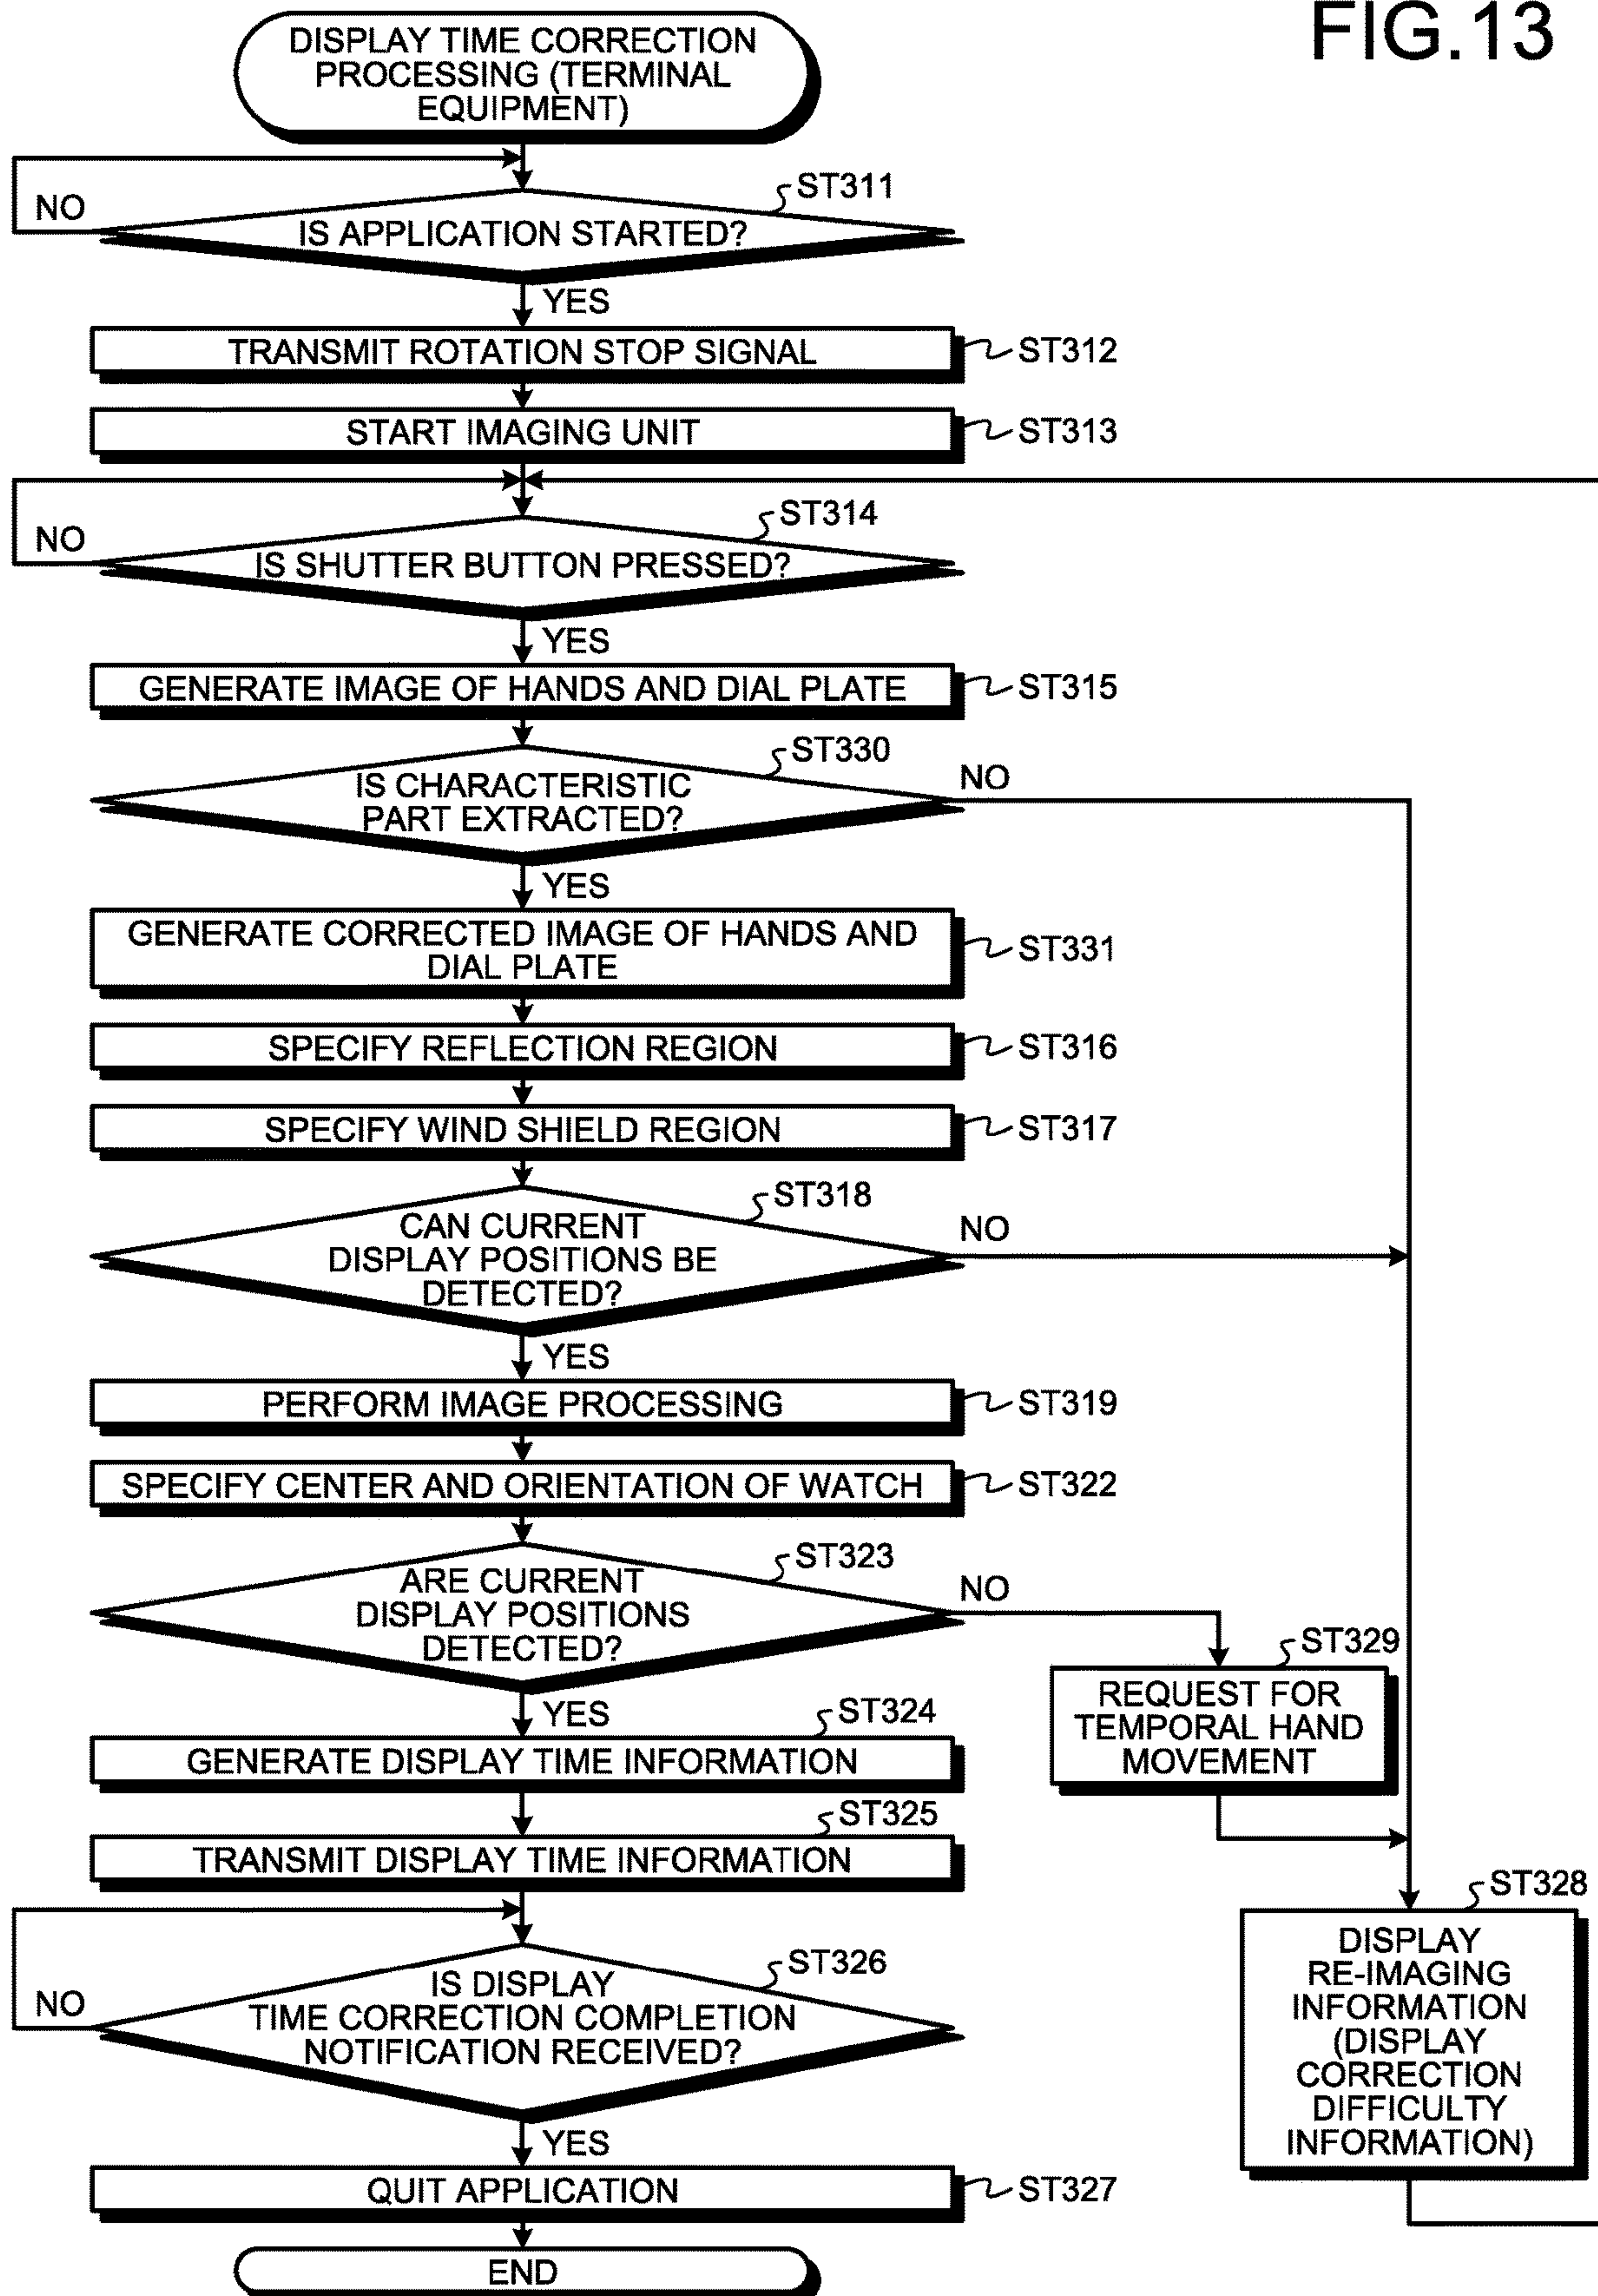 FIG.13
DISPLAY TIME CORRECTION
PROCESSING (TERMINAL
EQUIPMENT)
ST311
NO
IS APPLICATION STARTED?
YES
TRANSMIT ROTATION STOP SIGNAL
ST312
START IMAGING UNIT
ST313
ST314
NO
IS SHUTTER BUTTON PRESSED?
YES
GENERATE IMAGE OF HANDS AND DIAL PLATE
ST315
ST330
IS CHARACTERISTIC
PART EXTRACTED?
NO
YES
GENERATE CORRECTED IMAGE OF HANDS AND
DIAL PLATE
ST331
SPECIFY REFLECTION REGION
ST316
SPECIFY WIND SHIELD REGION
ST317
ST318
CAN CURRENT
DISPLAY POSITIONS BE
DETECTED?
NO
YES
PERFORM IMAGE PROCESSING
ST319
SPECIFY CENTER AND ORIENTATION OF WATCH
ST322
ST323
ARE CURRENT
DISPLAY POSITIONS
DETECTED?
NO
ST329
REQUEST FOR
TEMPORAL HAND
MOVEMENT
YES
ST324
GENERATE DISPLAY TIME INFORMATION
ST325
TRANSMIT DISPLAY TIME INFORMATION
ST328
DISPLAY
RE-IMAGING
INFORMATION
(DISPLAY
CORRECTION
DIFFICULTY
INFORMATION)
ST326
NO
IS DISPLAY
TIME CORRECTION COMPLETION
NOTIFICATION RECEIVED?
YES
QUIT APPLICATION
ST327
END